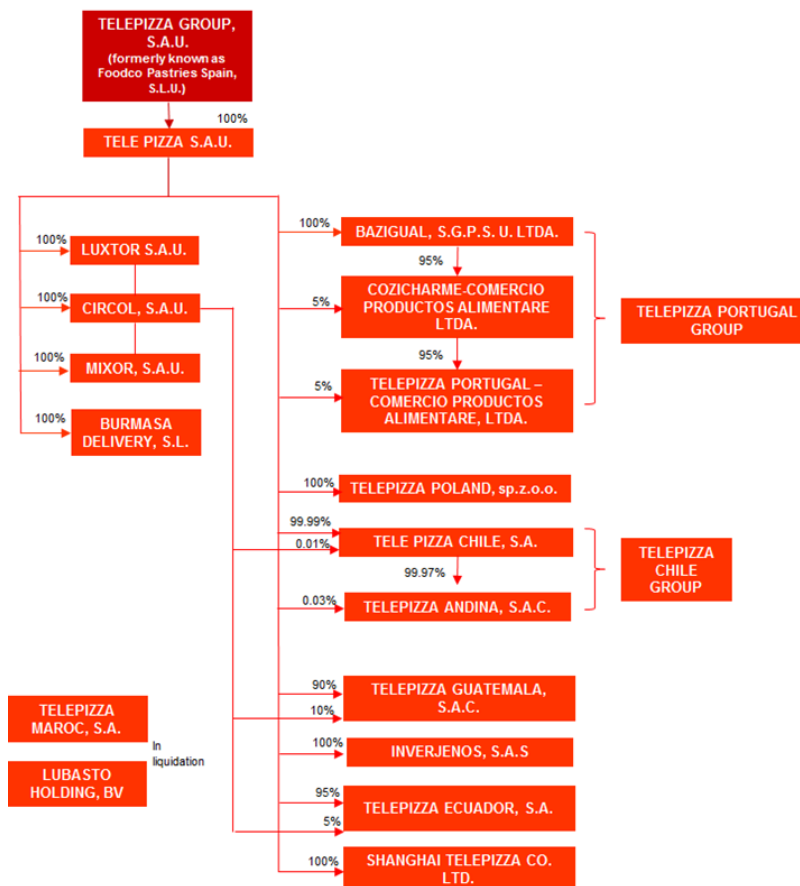 TELEPIZZA GROUP,
S.A.U.
(formerly known as
Foodco Pastries Spain,
S.L.U.)
100%
TELE PIZZA S.A.U.
100%
LUXTOR S.A.U.
100%
CIRCOL, S.A.U.
100%
MIXOR, S.A.U.
100%
BURMASA
DELIVERY, S.L.
100%
BAZIGUAL, S.G.P.S. U. LTDA.
95%
5%
COZICHARME-COMERCIO
PRODUCTOS ALIMENTARE
LTDA.
95%
5%
TELEPIZZA PORTUGAL –
COMERCIO PRODUCTOS
ALIMENTARE, LTDA.
TELEPIZZA PORTUGAL
GROUP
100%
TELEPIZZA POLAND, sp.z.o.o.
99.99%
0.01%
TELE PIZZA CHILE, S.A.
99.97%
0.03%
TELEPIZZA ANDINA, S.A.C.
TELEPIZZA
CHILE
GROUP
90%
10%
TELEPIZZA GUATEMALA,
S.A.C.
100%
INVERJENOS, S.A.S
95%
5%
TELEPIZZA ECUADOR, S.A.
100%
SHANGHAI TELEPIZZA CO.
LTD.
TELEPIZZA
MAROC, S.A.
In
liquidation
LUBASTO
HOLDING, BV